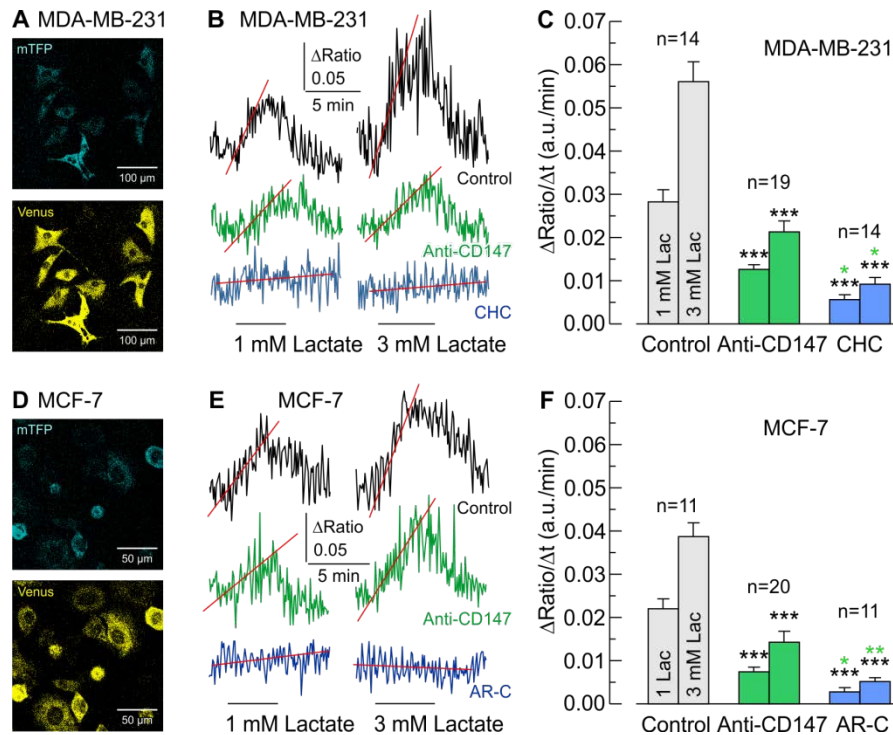 A MDA-MB-231
mTFP
100 µm
Venus
100 µm
B MDA-MB-231
ΔRatio
0.05
5 min
Control
Anti-CD147
CHC
1 mM Lactate 3 mM Lactate
C
MDA-MB-231
ΔRatio/Δt (a.u./min)
0.07
0.06
0.05
0.04
0.03
0.02
0.01
0.00
n=14
n=19
n=14
1 mM Lac
3 mM Lac
***
***
*
***
*
***
Control Anti-CD147 CHC
D MCF-7
mTFP
50 µm
Venus
50 µm
E MCF-7
Control
ΔRatio
0.05
5 min
Anti-CD147
AR-C
1 mM Lactate 3 mM Lactate
F
MCF-7
ΔRatio/Δt (a.u./min)
0.07
0.06
0.05
0.04
0.03
0.02
0.01
0.00
n=11
n=20
n=11
1 Lac
3 mM Lac
***
***
*
***
**
***
Control Anti-CD147 AR-C